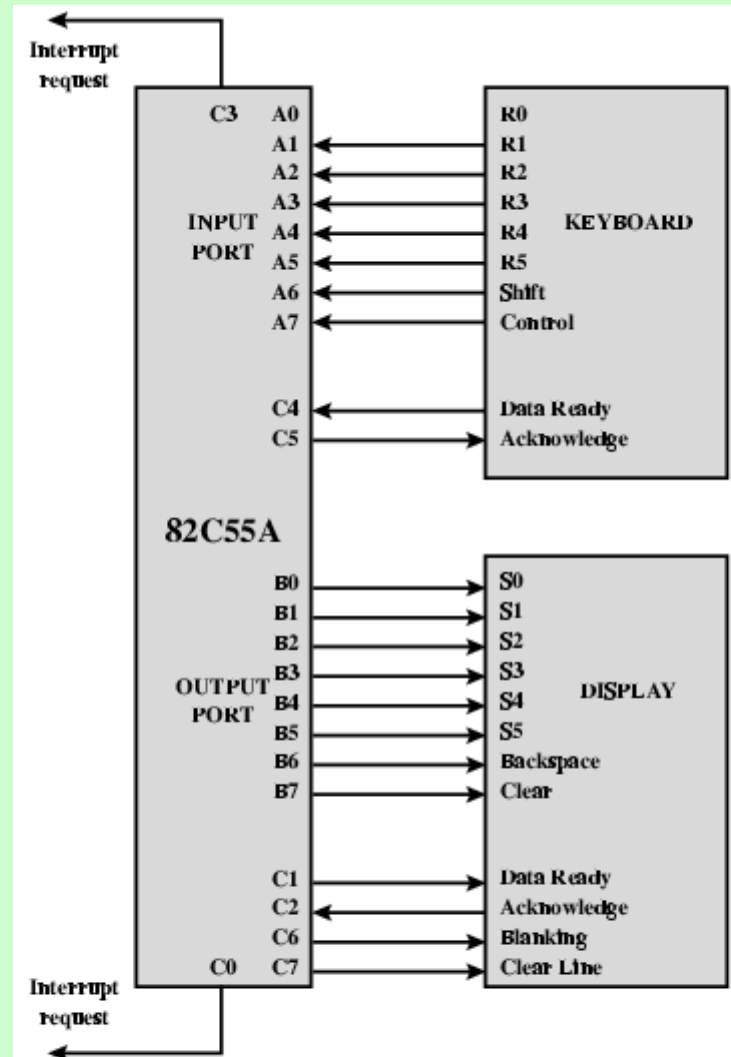 Interrupt
request
C3 A0 R0
A1 R1
A2 R2
A3 R3
INPUT
PORT
A4 R4
KEYBOARD
A5 R5
A6 Shift
A7 Control
C4 Data Ready
C5 Acknowledge
82C55A
B0 S0
B1 S1
B2 S2
B3 S3
OUTPUT
PORT
B4 S4
DISPLAY
B5 S5
B6 Backspace
B7 Clear
C1 Data Ready
C2 Acknowledge
C6 Blanking
C0 C7 Clear Line
Interrupt
request